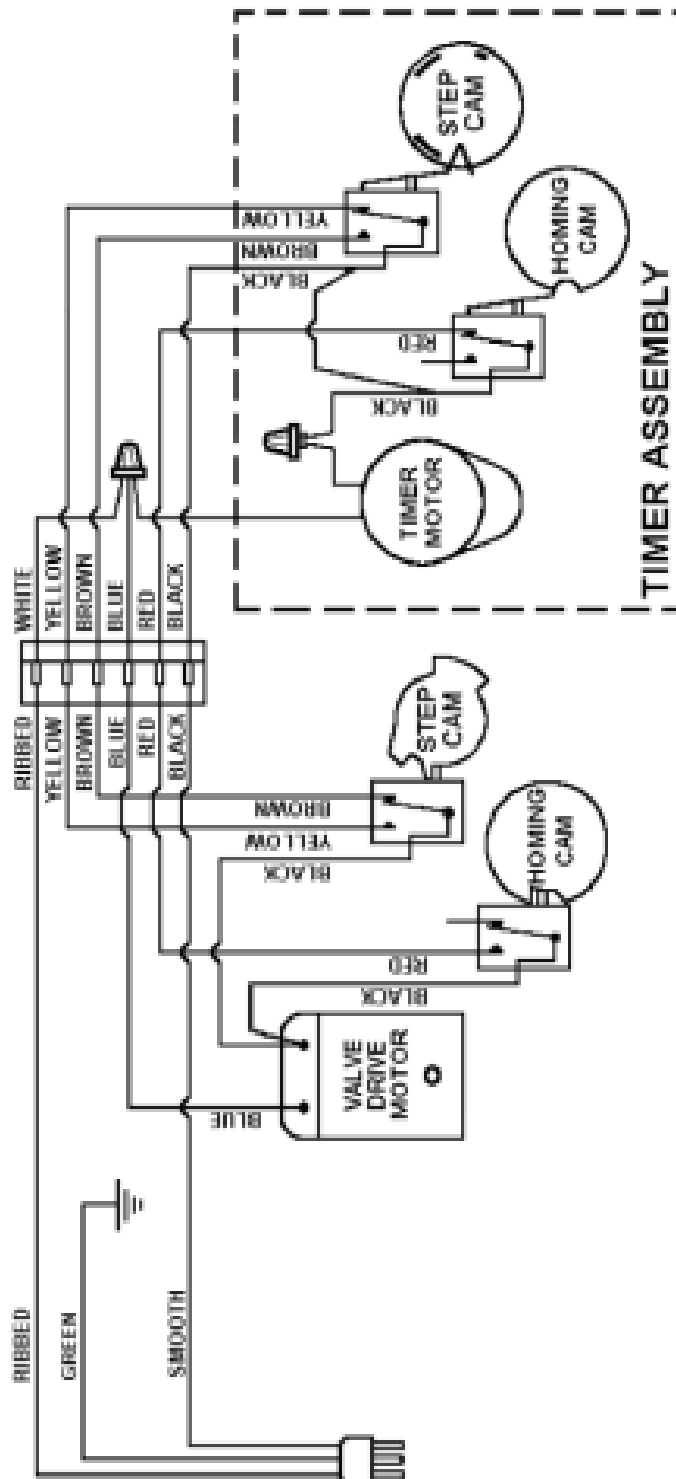 RIBBED
GREEN
SMOOTH
BLUE
VALVE
DRIVE
MOTOR
BLACK
RED
HOMING
CAM
BLACK
YELLOW
BROWN
STEP
CAM
RIBBED
YELLOW
BROWN
BLUE
RED
BLACK
WHITE
YELLOW
BROWN
BLUE
RED
BLACK
TIMER
MOTOR
BLACK
RED
HOMING
CAM
BLACK
BROWN
YELLOW
STEP
CAM
TIMER ASSEMBLY